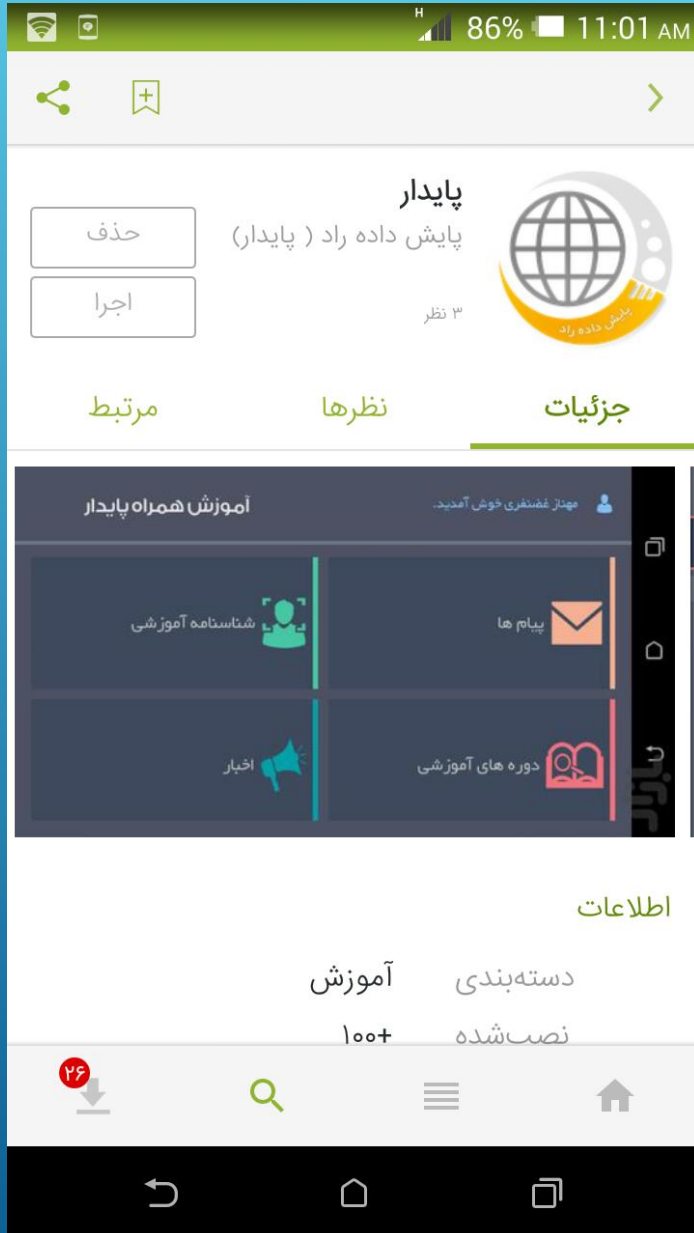 H 86% 11:01 AM
پایدار
پایش داده راد ( پایدار)
۳ نظر
حذف
اجرا
پایش داده راد
جزئیات نظرها مرتبط
مهناز غضنفری خوش آمدید. آموزش همراه پایدار
پیام ها شناسنامه آموزشی
دوره های آموزشی اخبار
بازار
اطلاعات
دسته‌بندی آموزش
نصب‌شده ۱۰۰+
۲۶